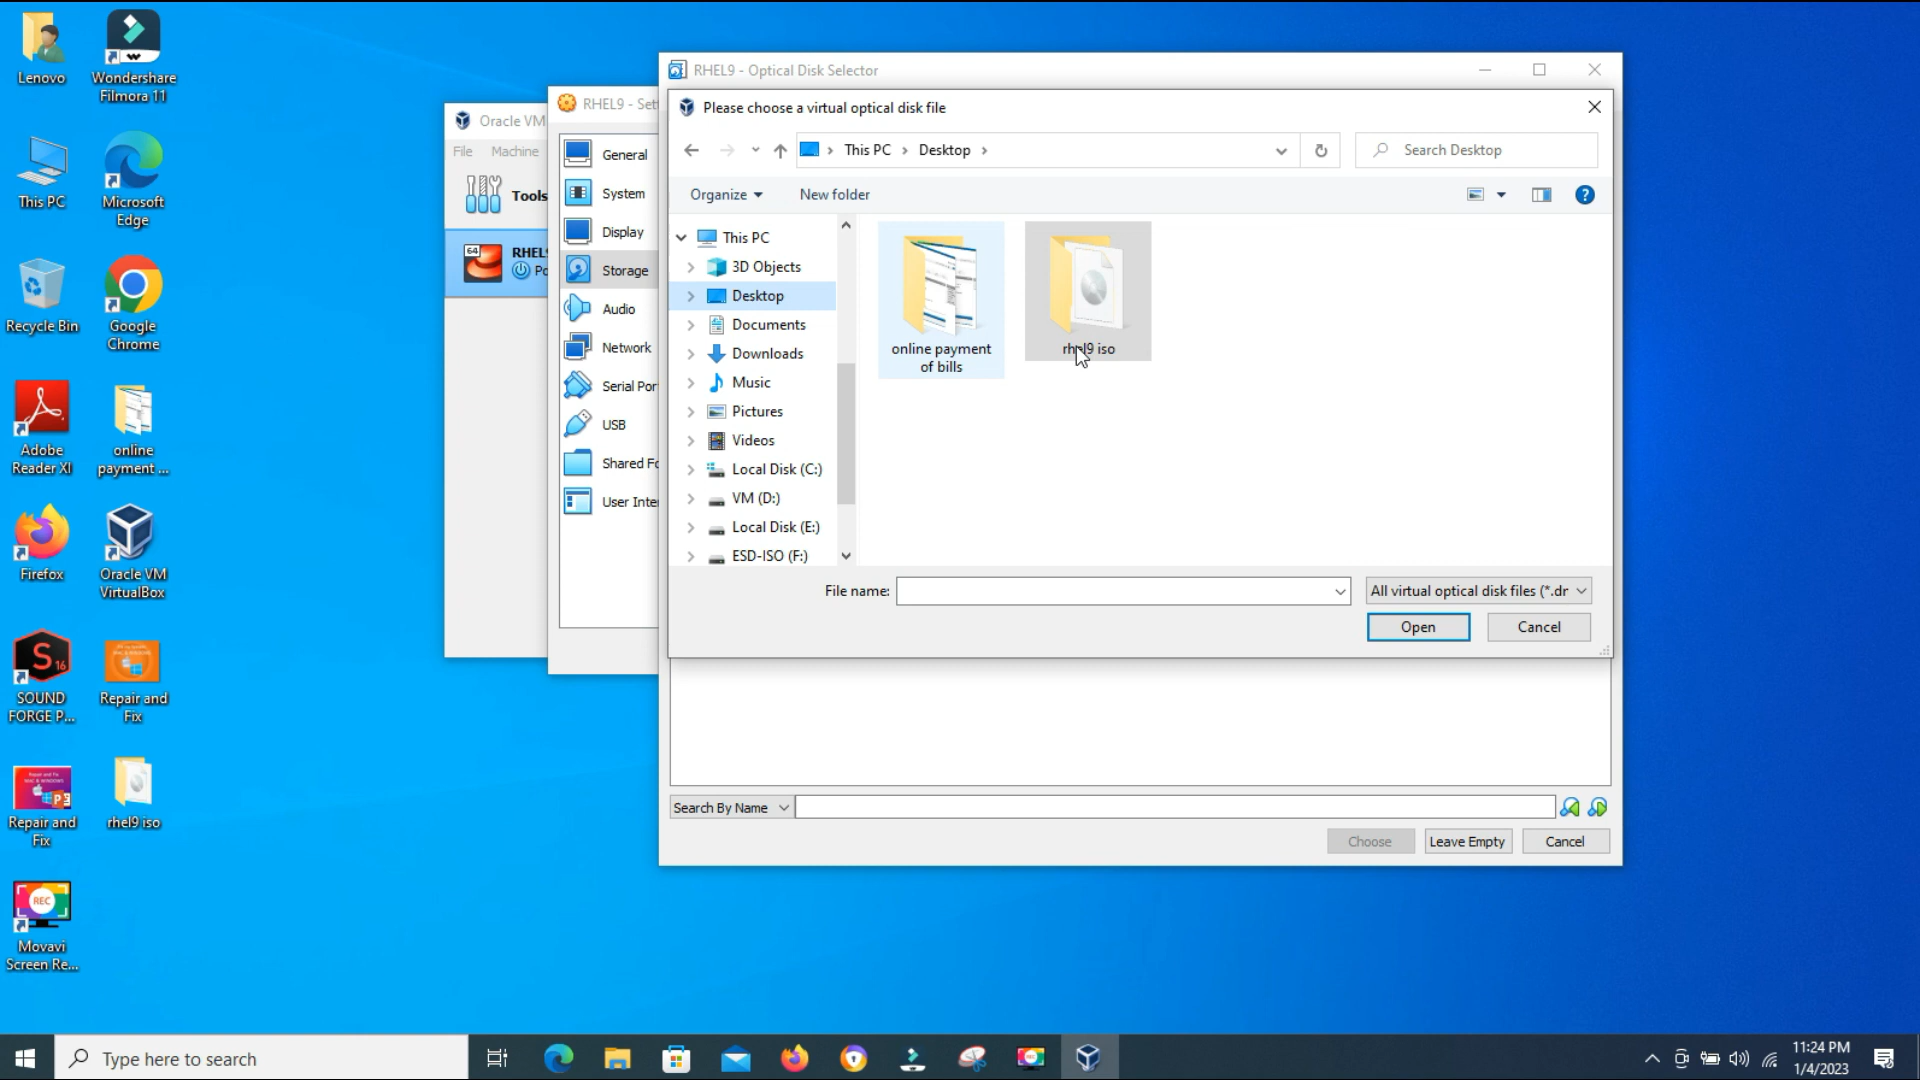 Lenovo
Wondershare
Filmora 11
This PC
Microsoft
Edge
Recycle Bin
Google
Chrome
Adobe
Reader XI
online
payment ...
Firefox
Oracle VM
VirtualBox
SOUND
FORGE P...
Repair and
Fix
Repair and
Fix
rhel9 iso
REC
Movavi
Screen Re...
Oracle VM
File Machine
Tools
64
RHEL9
Po
RHEL9 - Set
General
System
Display
Storage
Audio
Network
Serial Por
USB
Shared Fo
User Inter
RHEL9 - Optical Disk Selector
Please choose a virtual optical disk file
This PC
Desktop
Search Desktop
Organize
New folder
This PC
3D Objects
Desktop
Documents
Downloads
Music
Pictures
Videos
Local Disk (C:)
VM (D:)
Local Disk (E:)
ESD-ISO (F:)
online payment
of bills
rhel9 iso
File name:
All virtual optical disk files (*.dr
Open
Cancel
Search By Name
Choose
Leave Empty
Cancel
Type here to search
11:24 PM
1/4/2023